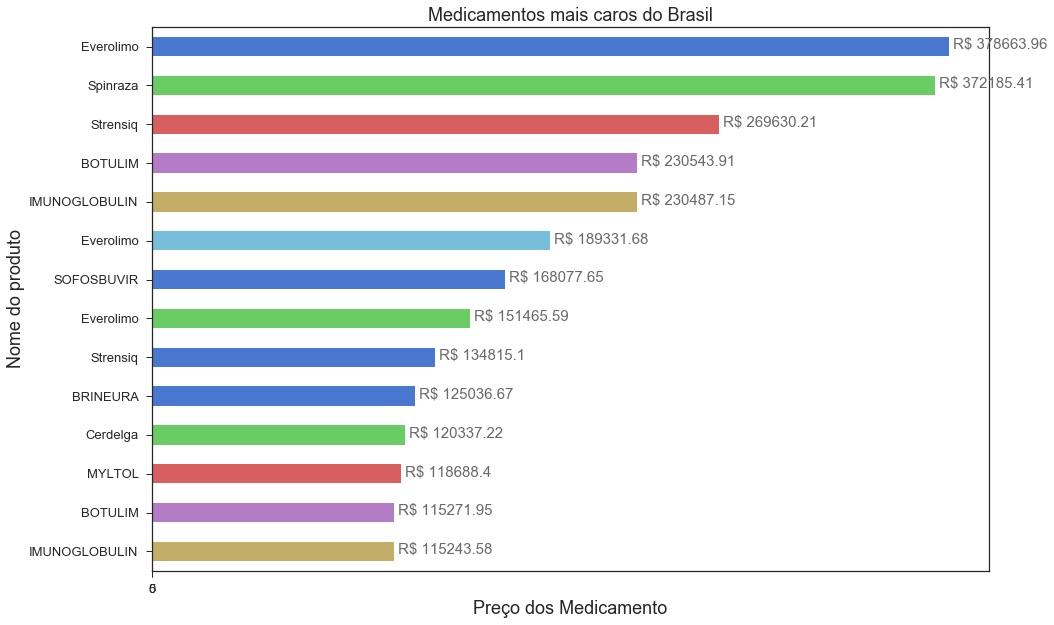 Medicamentos mais caros do Brasil
Everolimo R$ 378663.96
Spinraza R$ 372185.41
Strensiq R$ 269630.21
BOTULIM R$ 230543.91
IMUNOGLOBULIN R$ 230487.15
Everolimo R$ 189331.68
SOFOSBUVIR R$ 168077.65
Everolimo R$ 151465.59
Strensiq R$ 134815.1
BRINEURA R$ 125036.67
Cerdelga R$ 120337.22
MYLTOL R$ 118688.4
BOTULIM R$ 115271.95
IMUNOGLOBULIN R$ 115243.58
Nome do produto
Preço dos Medicamento